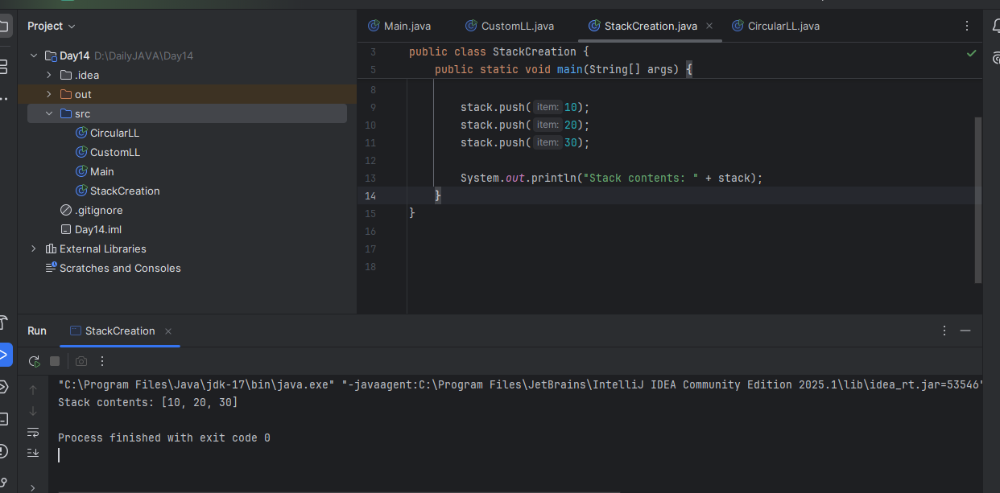 Project
Day14 D:\DailyJAVA\Day14
.idea
out
src
CircularLL
CustomLL
Main
StackCreation
.gitignore
Day14.iml
External Libraries
Scratches and Consoles
Main.java CustomLL.java StackCreation.java CircularLL.java
3 public class StackCreation {
5 public static void main(String[] args) {
8
9 stack.push( item: 10);
10 stack.push( item: 20);
11 stack.push( item: 30);
12
13 System.out.println("Stack contents: " + stack);
14 }
15 }
16
17
18
Run StackCreation
"C:\Program Files\Java\jdk-17\bin\java.exe" "-javaagent:C:\Program Files\JetBrains\IntelliJ IDEA Community Edition 2025.1\lib\idea_rt.jar=53546"
Stack contents: [10, 20, 30]
Process finished with exit code 0